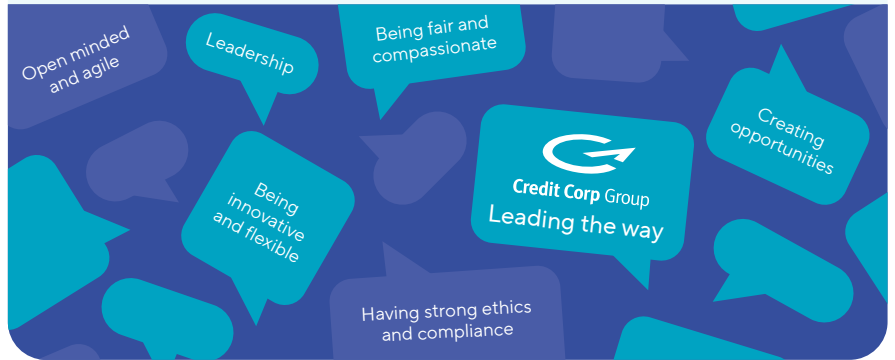 Open minded
and agile
Leadership
Being fair and
compassionate
Creating
opportunities
Credit Corp Group
Leading the way
Being
innovative
and flexible
Having strong ethics
and compliance